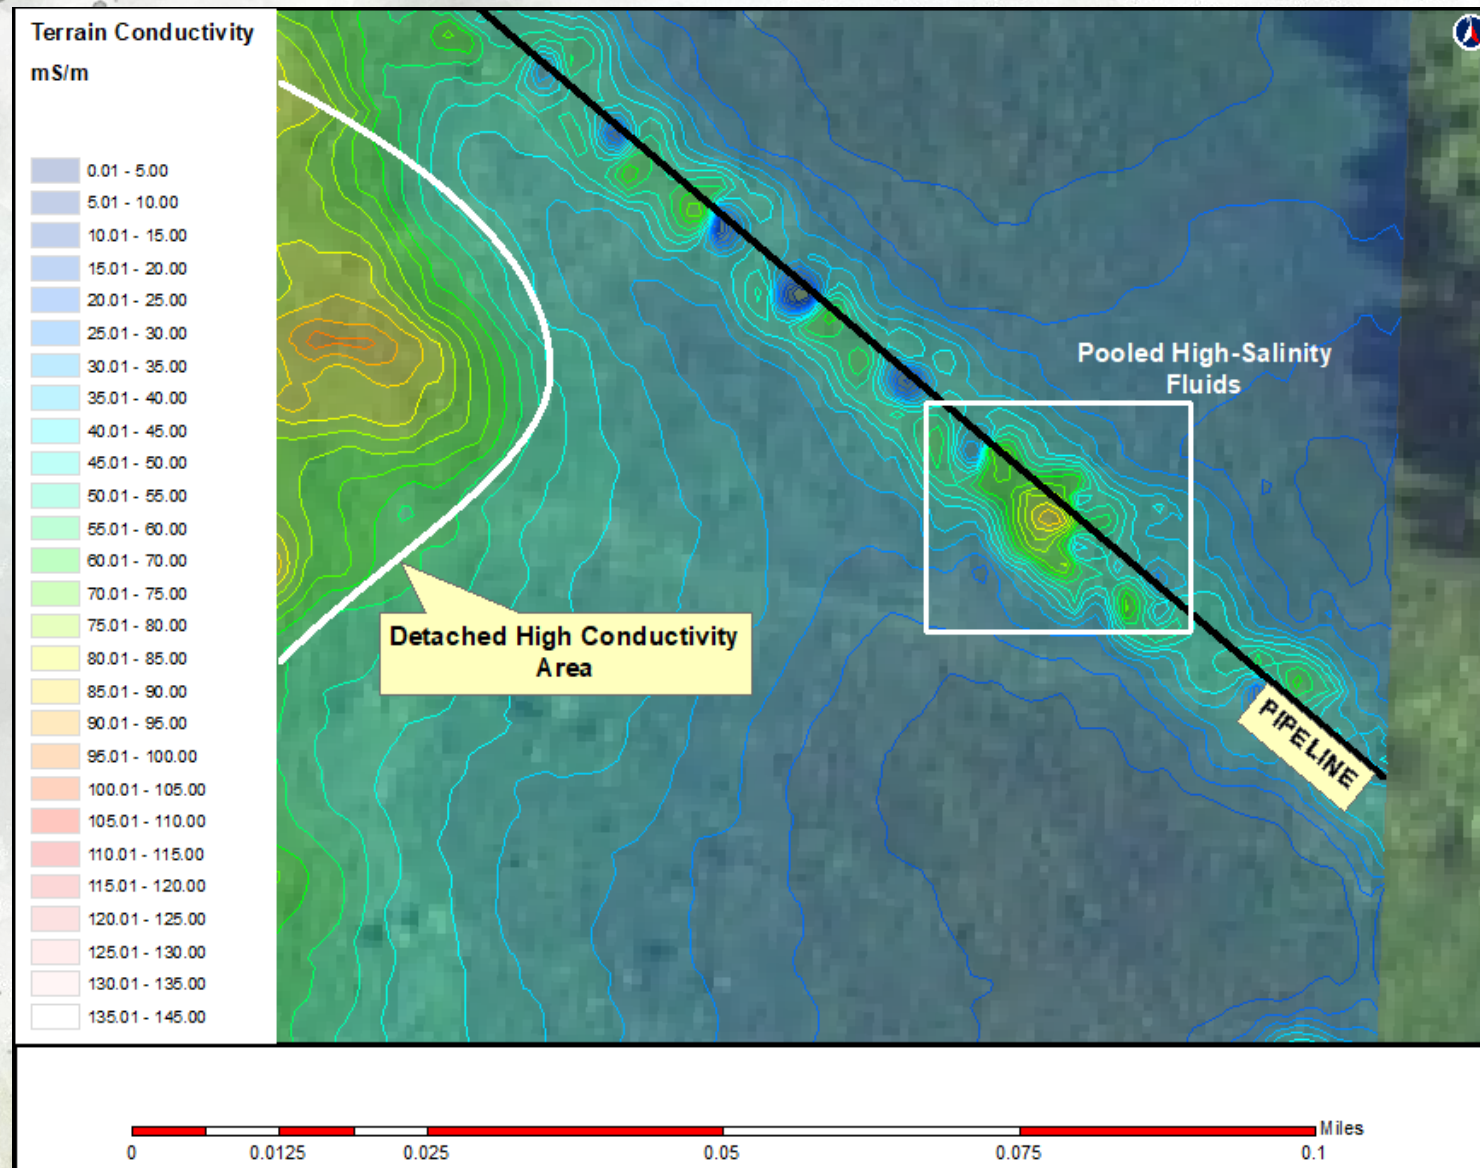 Terrain Conductivity
mS/m
0.01 - 5.00
5.01 - 10.00
10.01 - 15.00
15.01 - 20.00
20.01 - 25.00
25.01 - 30.00
30.01 - 35.00
35.01 - 40.00
40.01 - 45.00
45.01 - 50.00
50.01 - 55.00
55.01 - 60.00
60.01 - 70.00
70.01 - 75.00
75.01 - 80.00
80.01 - 85.00
85.01 - 90.00
90.01 - 95.00
95.01 - 100.00
100.01 - 105.00
105.01 - 110.00
110.01 - 115.00
115.01 - 120.00
120.01 - 125.00
125.01 - 130.00
130.01 - 135.00
135.01 - 145.00
Pooled High-Salinity
Fluids
Detached High Conductivity
Area
PIPELINE
Miles
0 0.0125 0.025 0.05 0.075 0.1